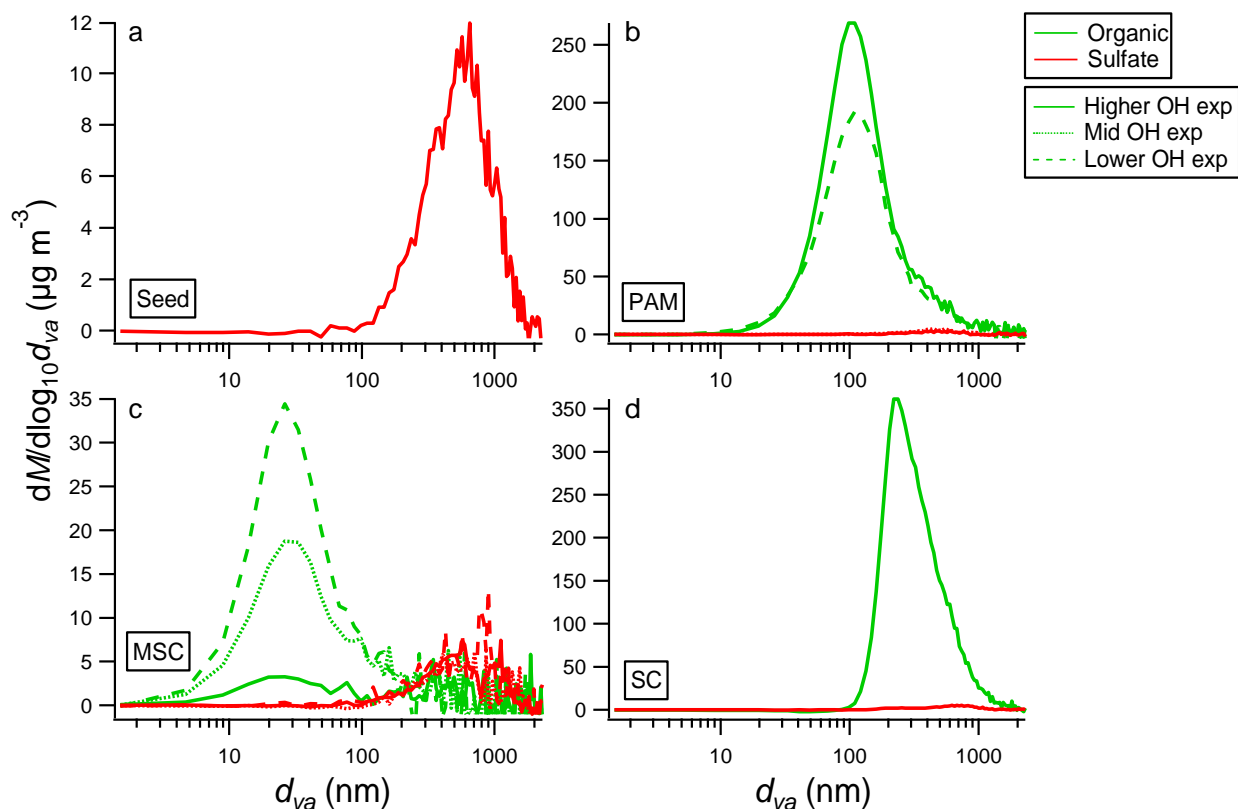 a
12
10
8
6
4
2
0
Seed
10
100
1000
b
250
200
150
100
50
0
PAM
10
100
1000
Organic
Sulfate
Higher OH exp
Mid OH exp
Lower OH exp
dM/dlog₁₀dᵥₐ (µg m⁻³)
c
35
30
25
20
15
10
5
0
MSC
10
100
1000
dᵥₐ (nm)
d
350
300
250
200
150
100
50
0
SC
10
100
1000
dᵥₐ (nm)